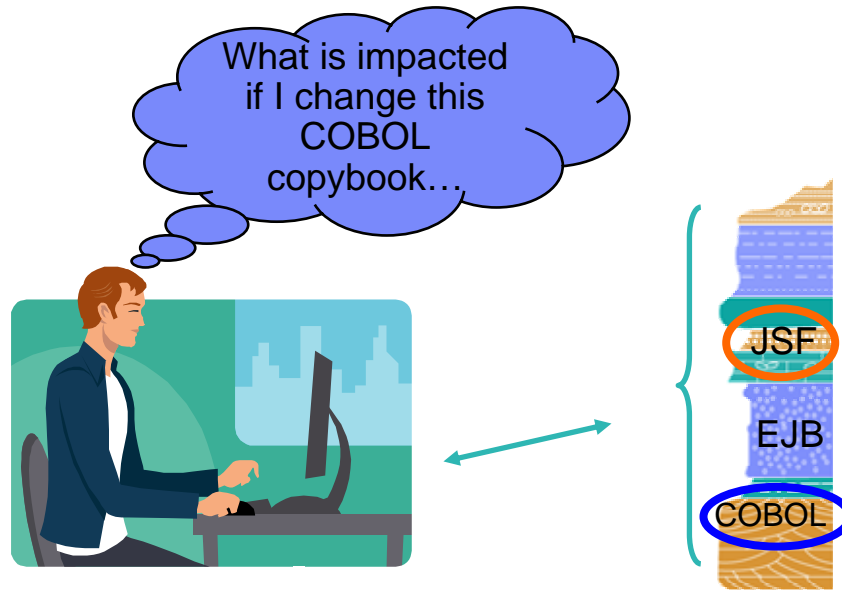 What is impacted
if I change this
COBOL
copybook…
JSF
EJB
COBOL